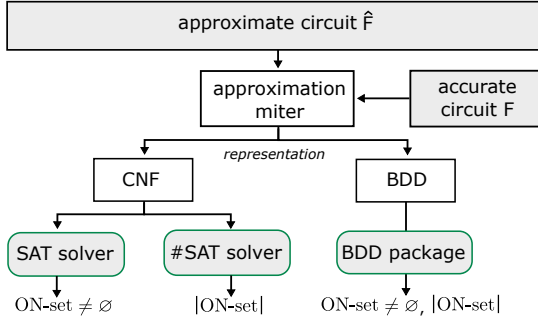 approximate circuit F̂
approximation
miter
accurate
circuit F
representation
CNF
BDD
SAT solver
#SAT solver
BDD package
ON-set ≠ ∅
|ON-set|
ON-set ≠ ∅, |ON-set|